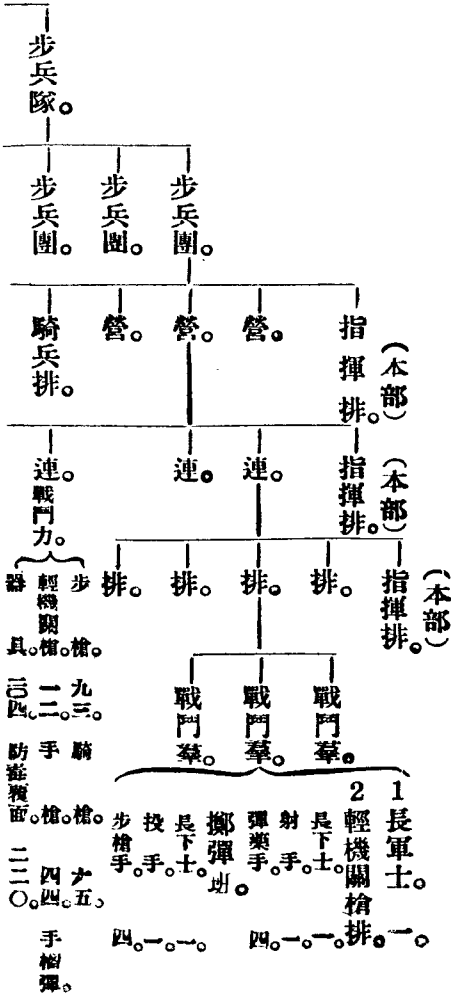 步兵隊。
步兵團。
步兵團。
步兵團。
(本部)
指揮排。
營。
營。
營。
騎兵排。
(本部)
指揮排。
連。
連。
連。戰鬥力。
步槍。九三。騎槍。五。
輕機關槍。一二。手槍。四四。手榴彈。
器具。三〇四。防毒覆面。二二〇。
(本部)
指揮排。
排。
排。
排。
排。
戰鬥羣。
戰鬥羣。
戰鬥羣。
1長軍士。一。
2輕機關槍排。
長下士。一。
射手。一。
彈藥手。四。
擲彈班。
長下士。一。
投手。一。
步槍手。四。